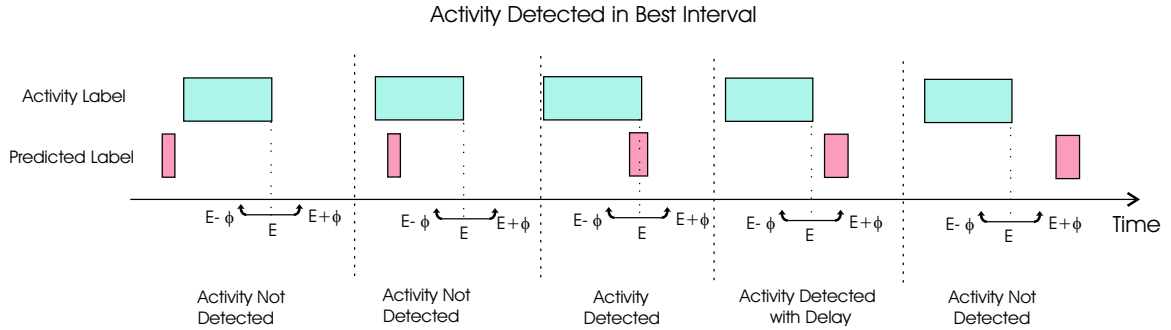 Activity Detected in Best Interval
Activity Label
Predicted Label
E- ϕ E+ϕ E- ϕ E+ϕ E- ϕ E+ϕ E- ϕ E+ϕ E- ϕ E+ϕ
E E E E E
Time
Activity Not
Detected
Activity Not
Detected
Activity
Detected
Activity Detected
with Delay
Activity Not
Detected